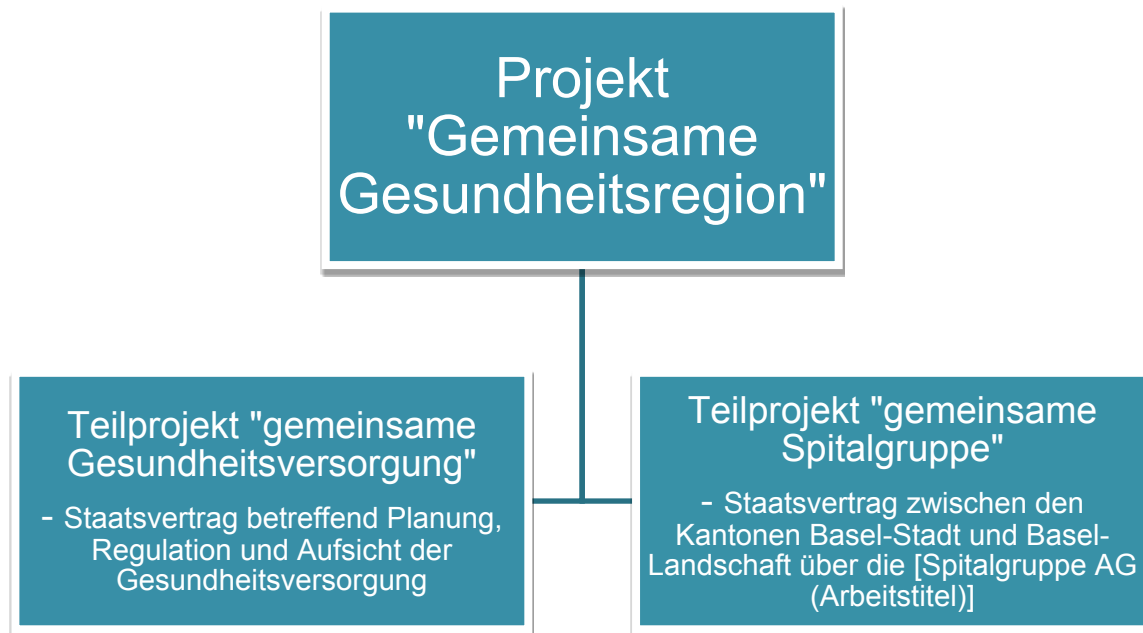 Projekt
"Gemeinsame
Gesundheitsregion"
Teilprojekt "gemeinsame
Gesundheitsversorgung"
- Staatsvertrag betreffend Planung,
Regulation und Aufsicht der
Gesundheitsversorgung
Teilprojekt "gemeinsame
Spitalgruppe"
- Staatsvertrag zwischen den
Kantonen Basel-Stadt und Basel-
Landschaft über die [Spitalgruppe AG
(Arbeitstitel)]